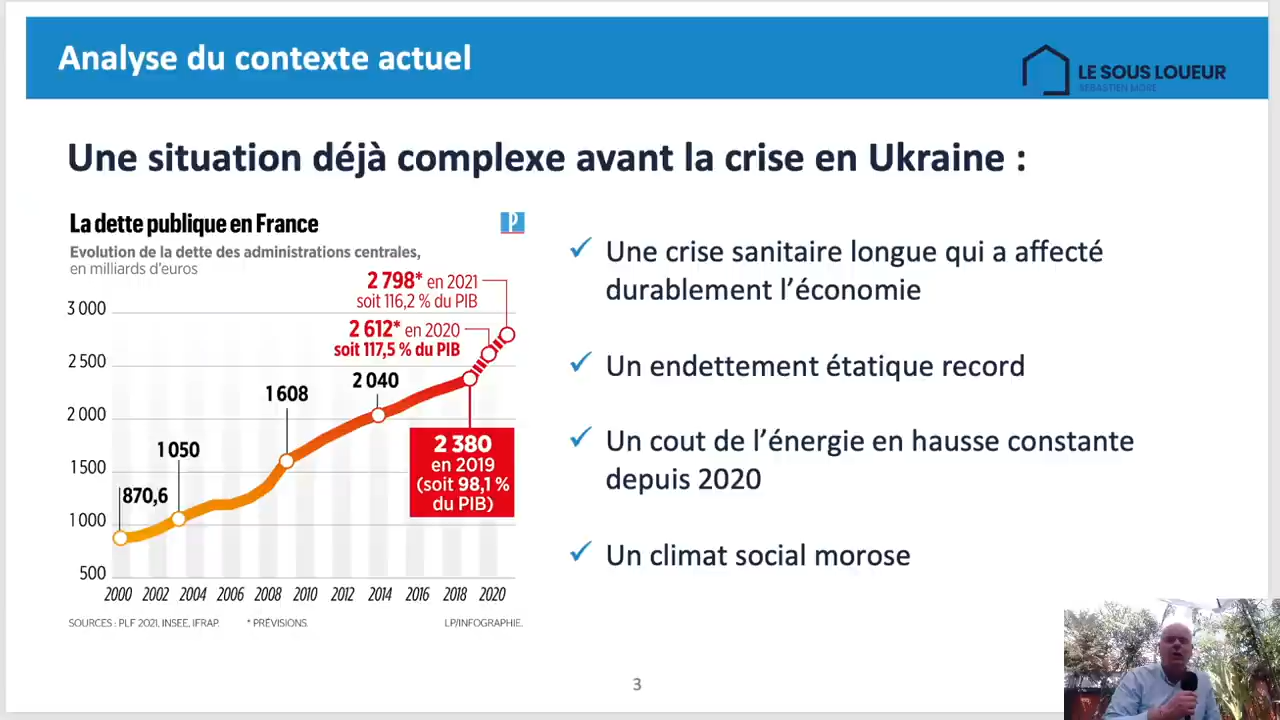 Analyse du contexte actuel
LE SOUS LOUEUR
SEBASTIEN MORE
Une situation déjà complexe avant la crise en Ukraine :
La dette publique en France
P
Evolution de la dette des administrations centrales,
en milliards d'euros
2 798* en 2021
soit 116,2 % du PIB
2 612* en 2020
soit 117,5 % du PIB
3 000
2 500
2 000
1 500
1 000
500
870,6
1 050
1 608
2 040
2 380
en 2019
(soit 98,1 %
du PIB)
2000 2002 2004 2006 2008 2010 2012 2014 2016 2018 2020
SOURCES : PLF 2021, INSEE, IFRAP. * PRÉVISIONS. LP/INFOGRAPHIE.
✓ Une crise sanitaire longue qui a affecté
durablement l'économie
✓ Un endettement étatique record
✓ Un cout de l'énergie en hausse constante
depuis 2020
✓ Un climat social morose
3